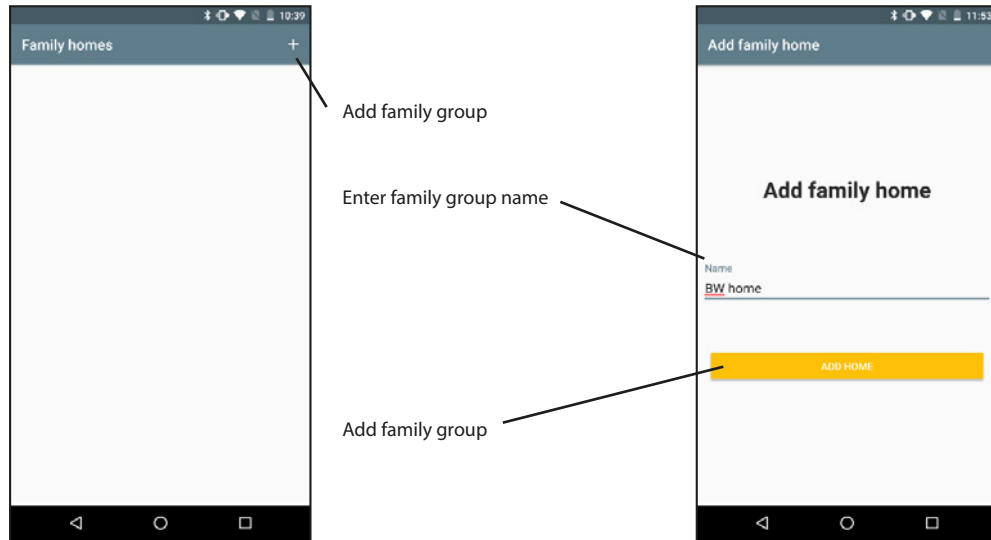 10:39
Family homes +
Add family group
Enter family group name
Add family group
11:53
Add family home
Add family home
Name
BW home
ADD HOME